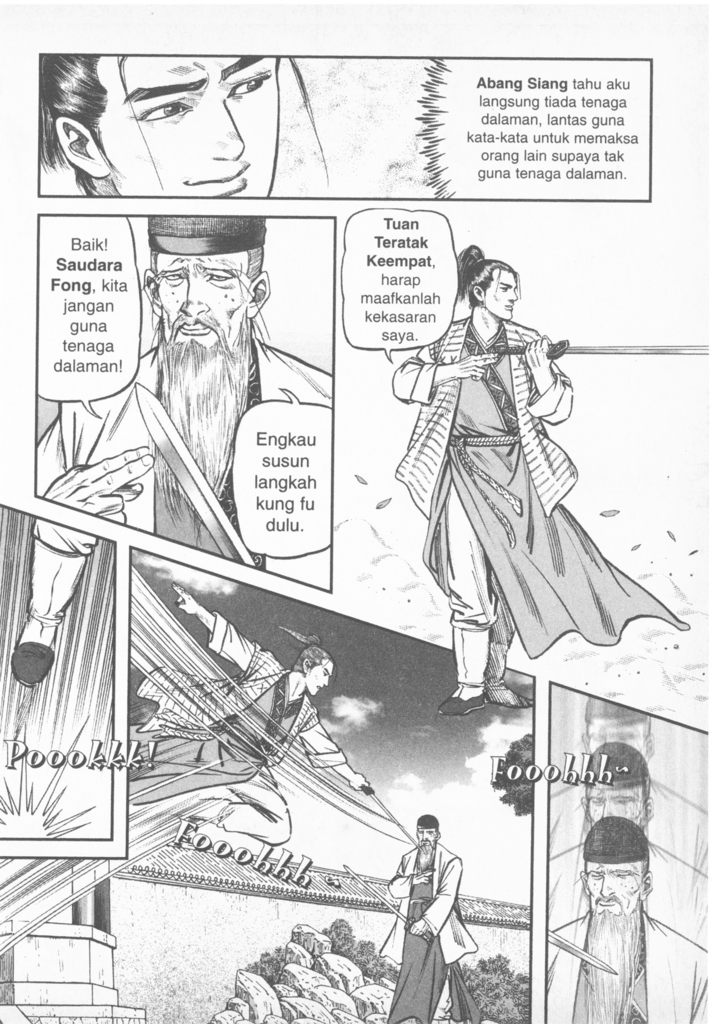 Abang Siang tahu aku
langsung tiada tenaga
dalaman, lantas guna
kata-kata untuk memaksa
orang lain supaya tak
guna tenaga dalaman.
Baik!
Saudara
Fong, kita
jangan
guna
tenaga
dalaman!
Engkau
susun
langkah
kung fu
dulu.
Tuan
Teratak
Keempat,
harap
maafkanlah
kekasaran
saya.
Poookkk!
Fooohhh~
Fooohhh~